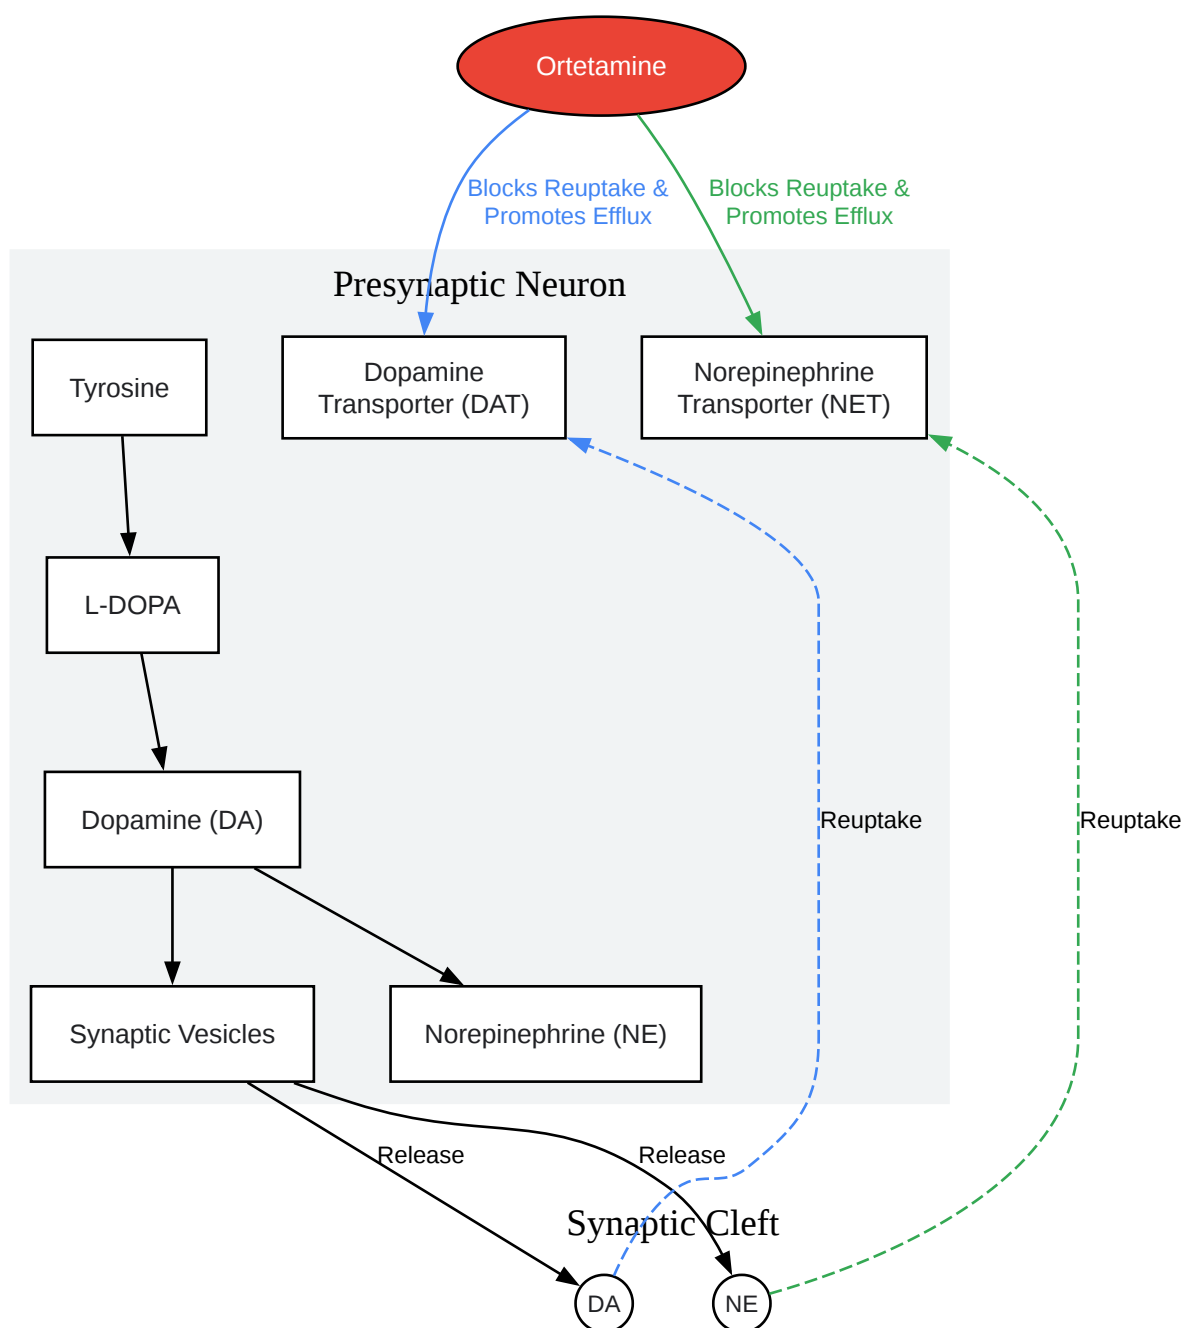 Ortetamine
Blocks Reuptake &
Promotes Efflux
Blocks Reuptake &
Promotes Efflux
Presynaptic Neuron
Tyrosine
Dopamine
Transporter (DAT)
Norepinephrine
Transporter (NET)
L-DOPA
Dopamine (DA)
Reuptake
Reuptake
Synaptic Vesicles
Norepinephrine (NE)
Release
Release
Synaptic Cleft
DA
NE